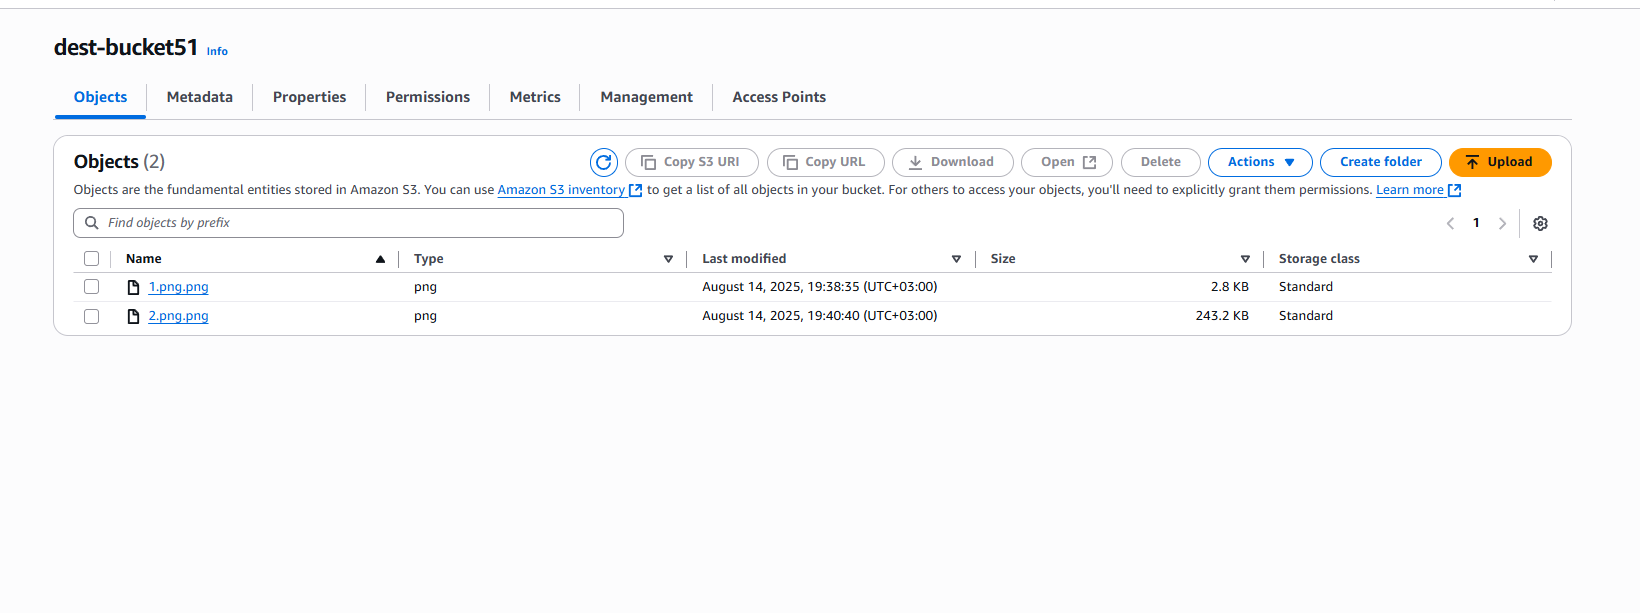 dest-bucket51 Info
Objects Metadata Properties Permissions Metrics Management Access Points
Objects (2) Copy S3 URI Copy URL Download Open Delete Actions Create folder Upload
Objects are the fundamental entities stored in Amazon S3. You can use Amazon S3 inventory to get a list of all objects in your bucket. For others to access your objects, you'll need to explicitly grant them permissions. Learn more
Find objects by prefix 1
Name Type Last modified Size Storage class
1.png.png png August 14, 2025, 19:38:35 (UTC+03:00) 2.8 KB Standard
2.png.png png August 14, 2025, 19:40:40 (UTC+03:00) 243.2 KB Standard